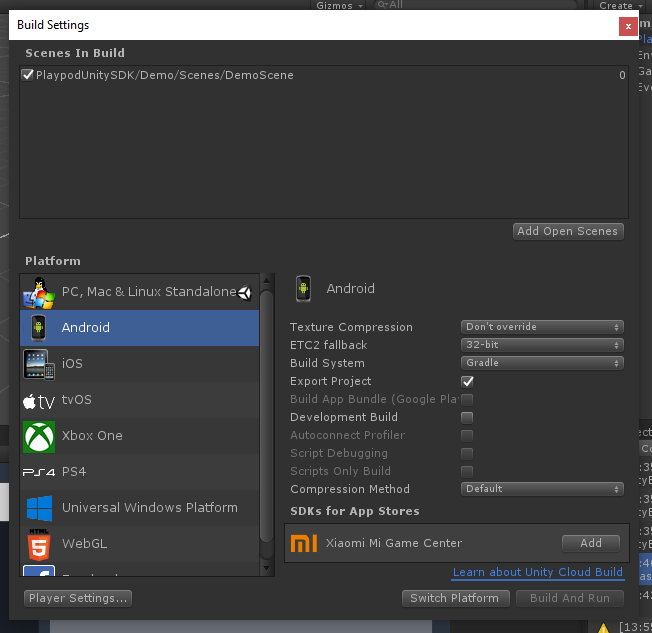 Gizmos
All
Create
Build Settings
x
Scenes In Build
PlaypodUnitySDK/Demo/Scenes/DemoScene 0
Add Open Scenes
Platform
PC, Mac & Linux Standalone
Android
iOS
tvOS
Xbox One
PS4
Universal Windows Platform
HTML
5
WebGL
Android
Texture Compression Don't override
ETC2 fallback 32-bit
Build System Gradle
Export Project
Build App Bundle (Google Pla
Development Build
Autoconnect Profiler
Script Debugging
Scripts Only Build
Compression Method Default
SDKs for App Stores
Xiaomi Mi Game Center Add
Learn about Unity Cloud Build
Player Settings...
Switch Platform
Build And Run